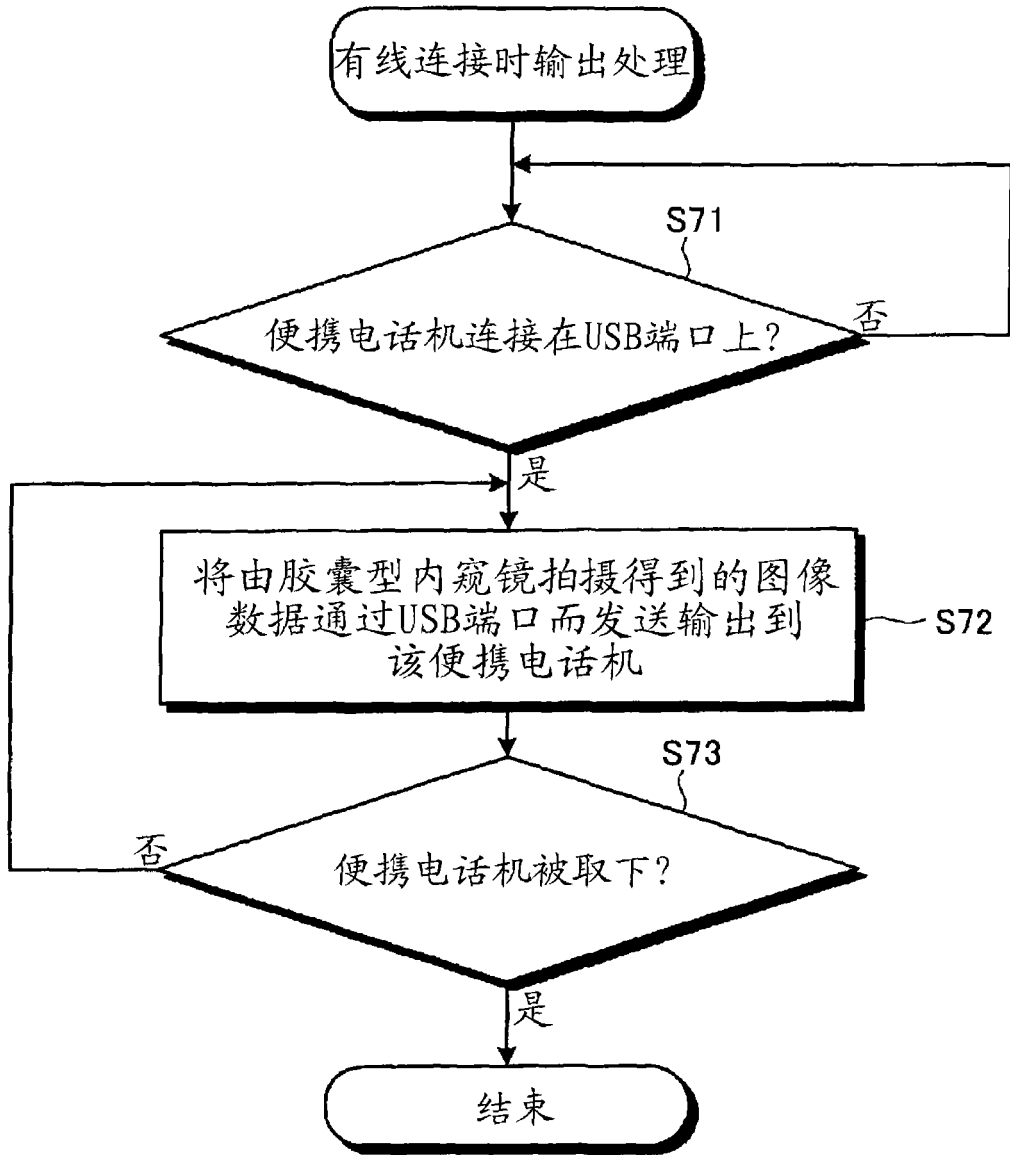 有线连接时输出处理
S71
便携电话机连接在USB端口上?
否
是
将由胶囊型内窥镜拍摄得到的图像
数据通过USB端口而发送输出到
该便携电话机
S72
S73
否
便携电话机被取下?
是
结束